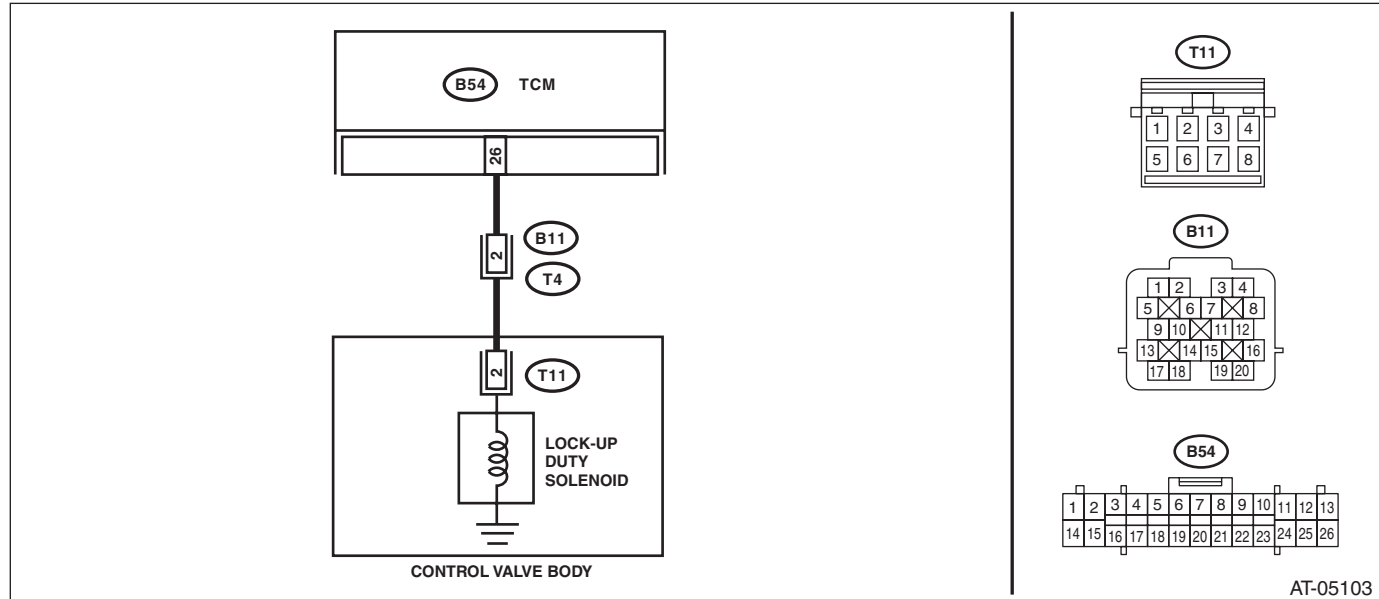 B54 TCM
26
2
B11
T4
2
T11
LOCK-UP
DUTY
SOLENOID
CONTROL VALVE BODY
T11
1 2 3 4
5 6 7 8
B11
1 2 3 4
5 6 7 8
9 10 11 12
13 14 15 16
17 18 19 20
B54
1 2 3 4 5 6 7 8 9 10 11 12 13
14 15 16 17 18 19 20 21 22 23 24 25 26
AT-05103